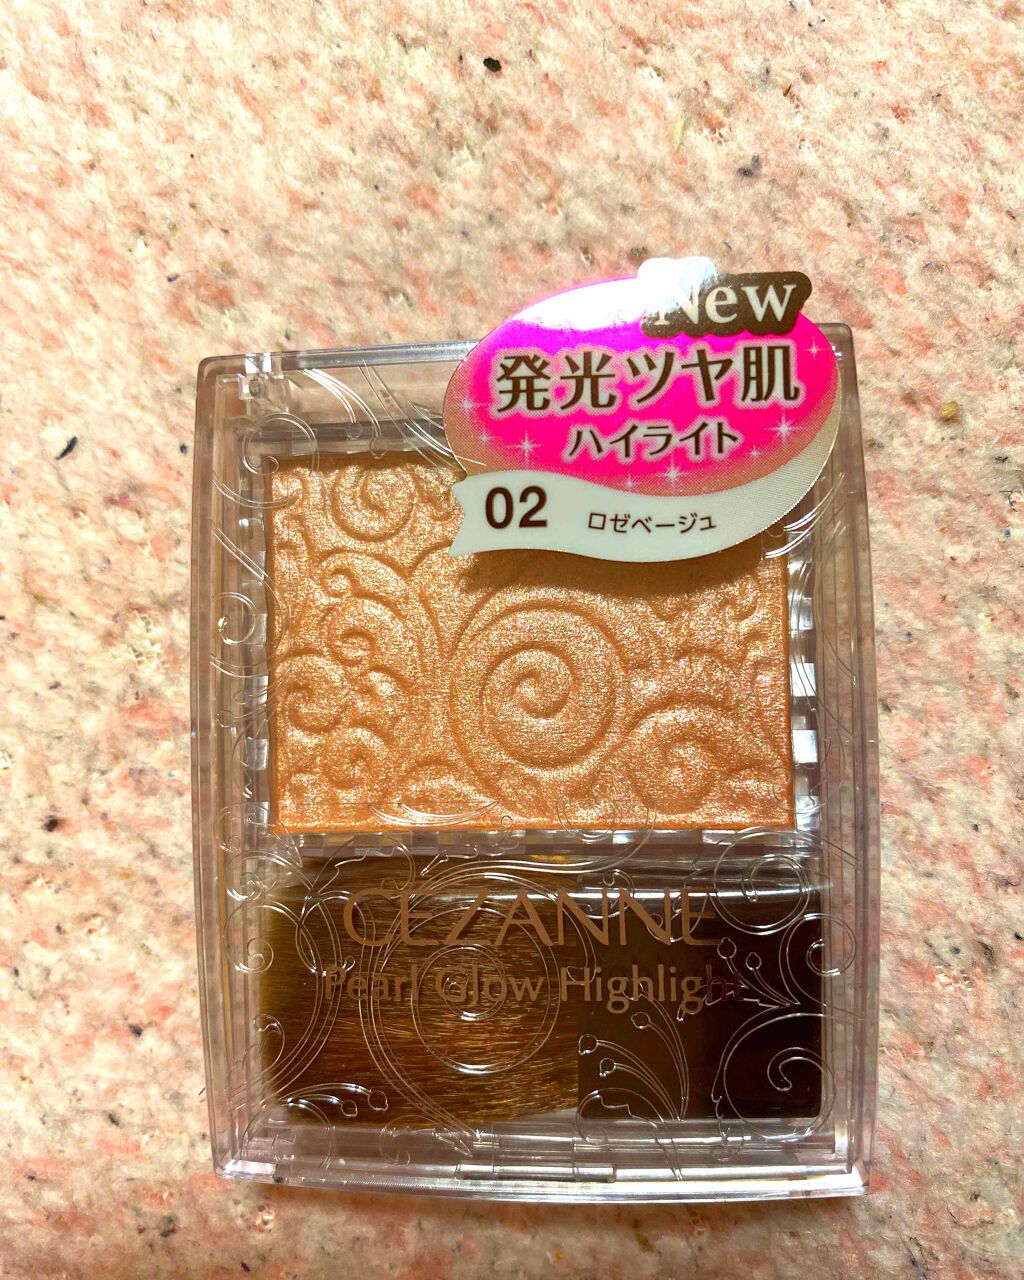 New
発光ツヤ肌
ハイライト
02 ロゼベージュ
CEZANNE
Pearl Glow Highlight